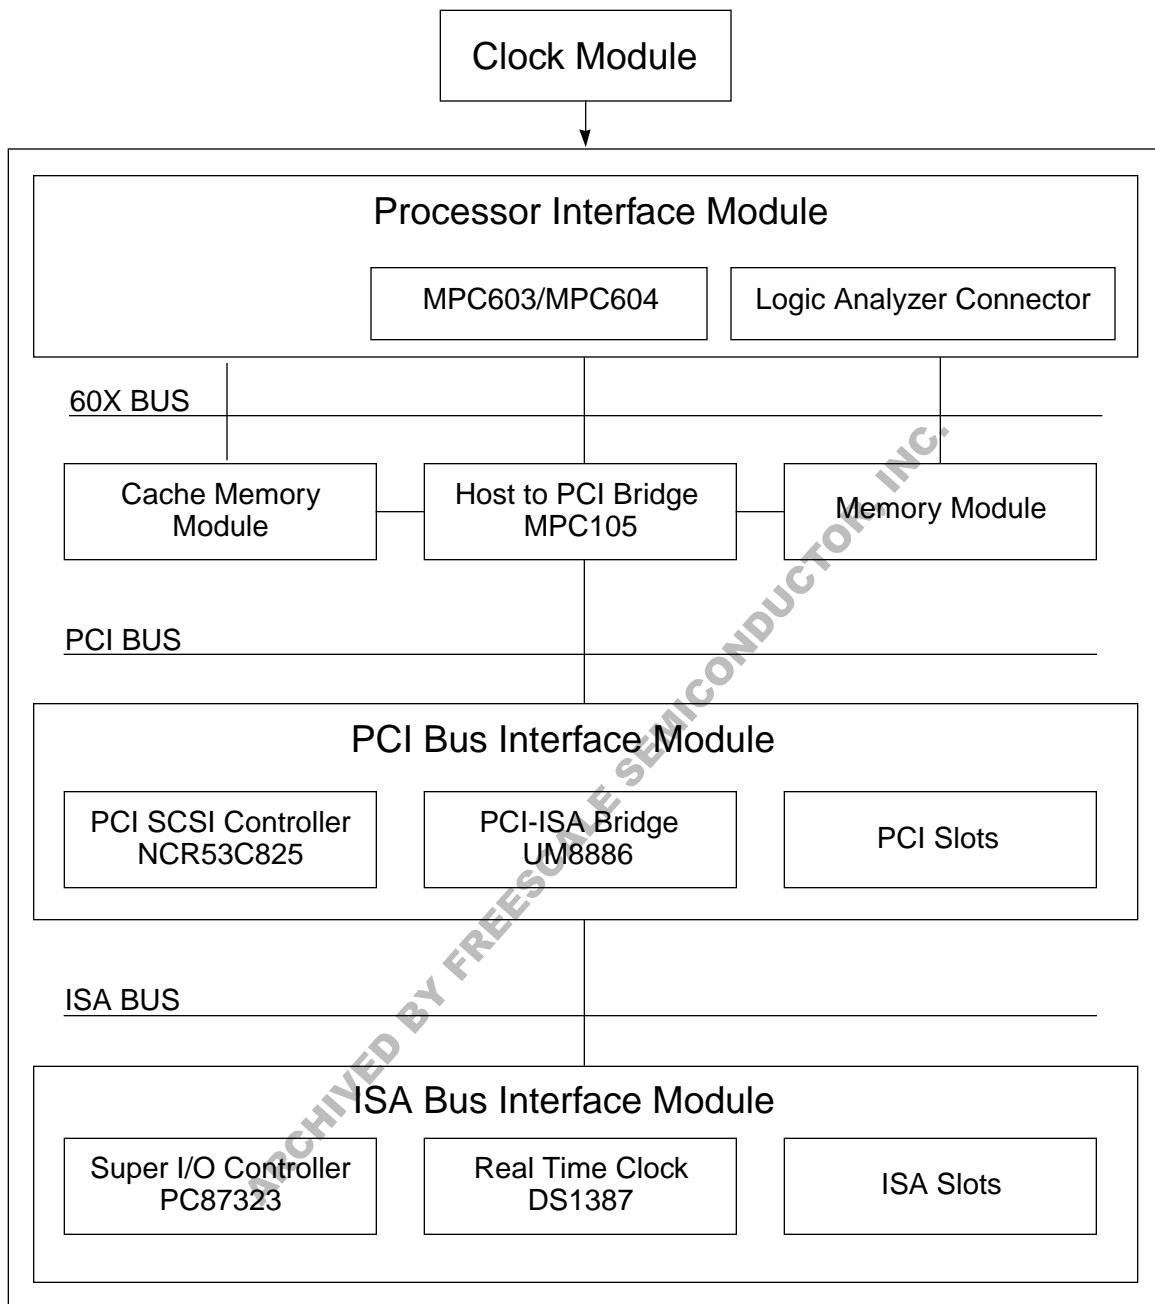 Clock Module
Processor Interface Module
MPC603/MPC604
Logic Analyzer Connector
60X BUS
Cache Memory
Module
Host to PCI Bridge
MPC105
Memory Module
PCI BUS
PCI Bus Interface Module
PCI SCSI Controller
NCR53C825
PCI-ISA Bridge
UM8886
PCI Slots
ISA BUS
ISA Bus Interface Module
Super I/O Controller
PC87323
Real Time Clock
DS1387
ISA Slots
ARCHIVED BY FREESCALE SEMICONDUCTOR, INC.